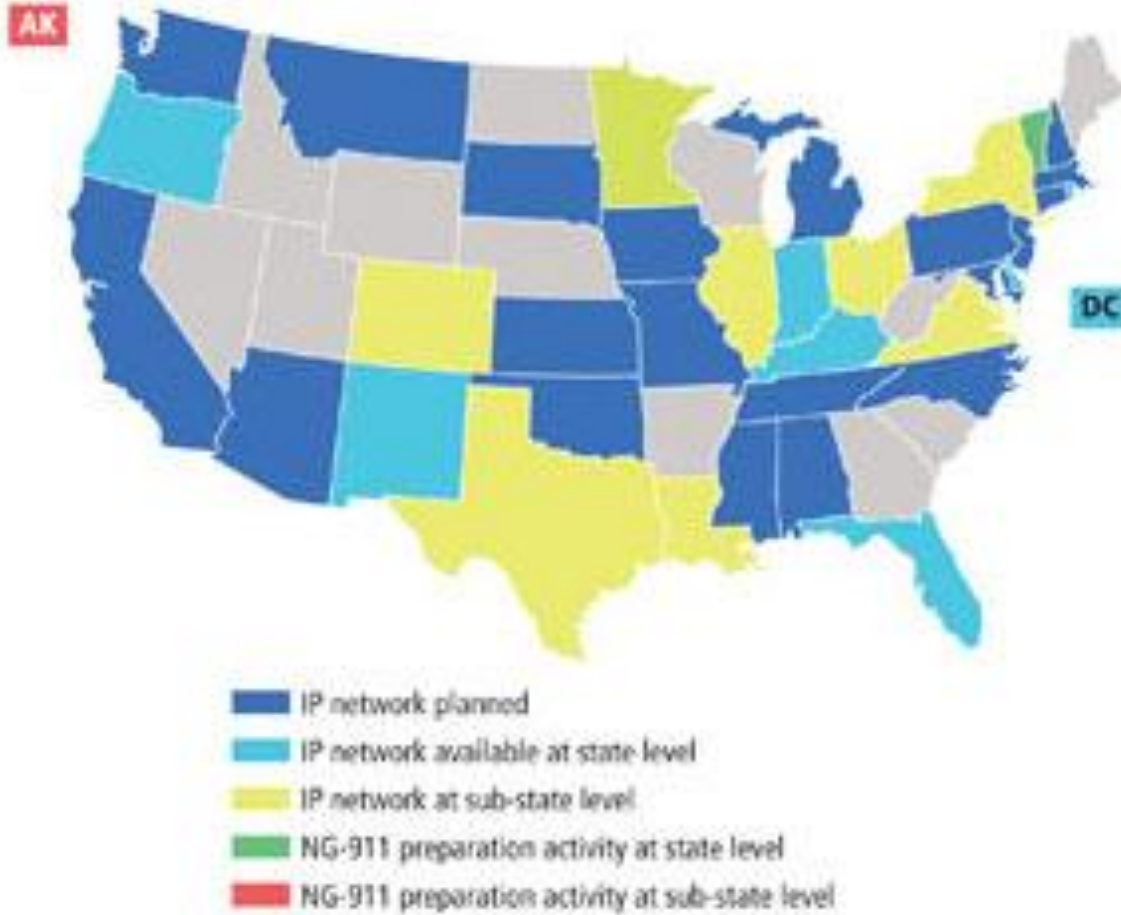 AK
DC
IP network planned
IP network available at state level
IP network at sub-state level
NG-911 preparation activity at state level
NG-911 preparation activity at sub-state level